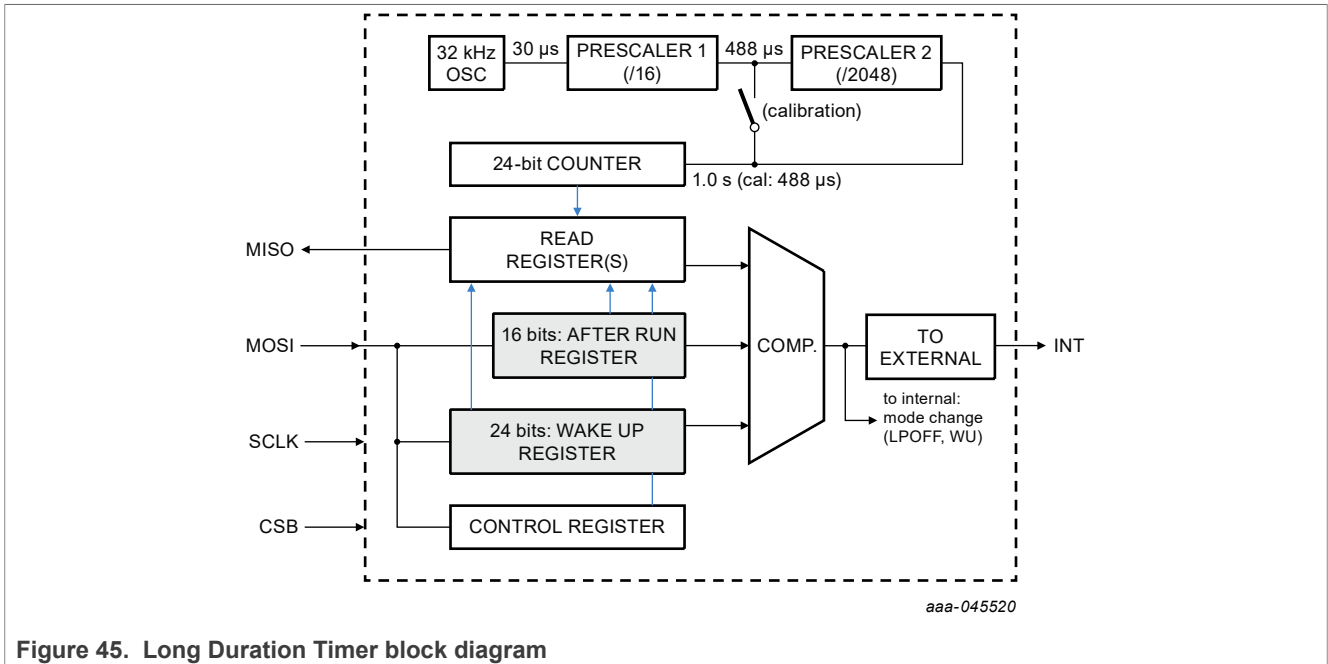 32 kHz
OSC
30 µs
PRESCALER 1
(/16)
488 µs
PRESCALER 2
(/2048)
(calibration)
24-bit COUNTER
1.0 s (cal: 488 µs)
MISO
READ
REGISTER(S)
MOSI
16 bits: AFTER RUN
REGISTER
COMP.
TO
EXTERNAL
INT
to internal:
mode change
(LPOFF, WU)
SCLK
24 bits: WAKE UP
REGISTER
CSB
CONTROL REGISTER
aaa-045520
Figure 45. Long Duration Timer block diagram